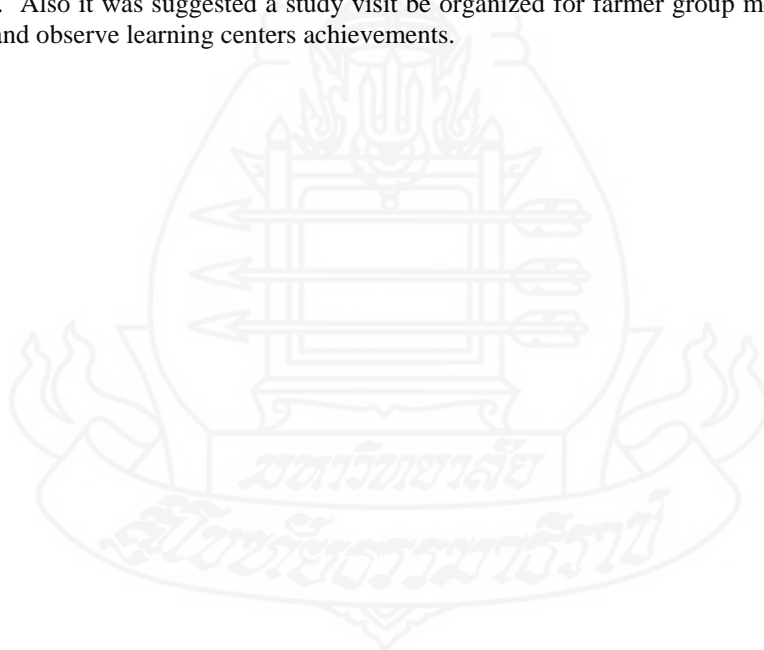 . Also it was suggested a study visit be organized for farmer group
and observe learning centers achievements.
มหาวิทยาลัย
สุโขทัยธรรมาธิราช